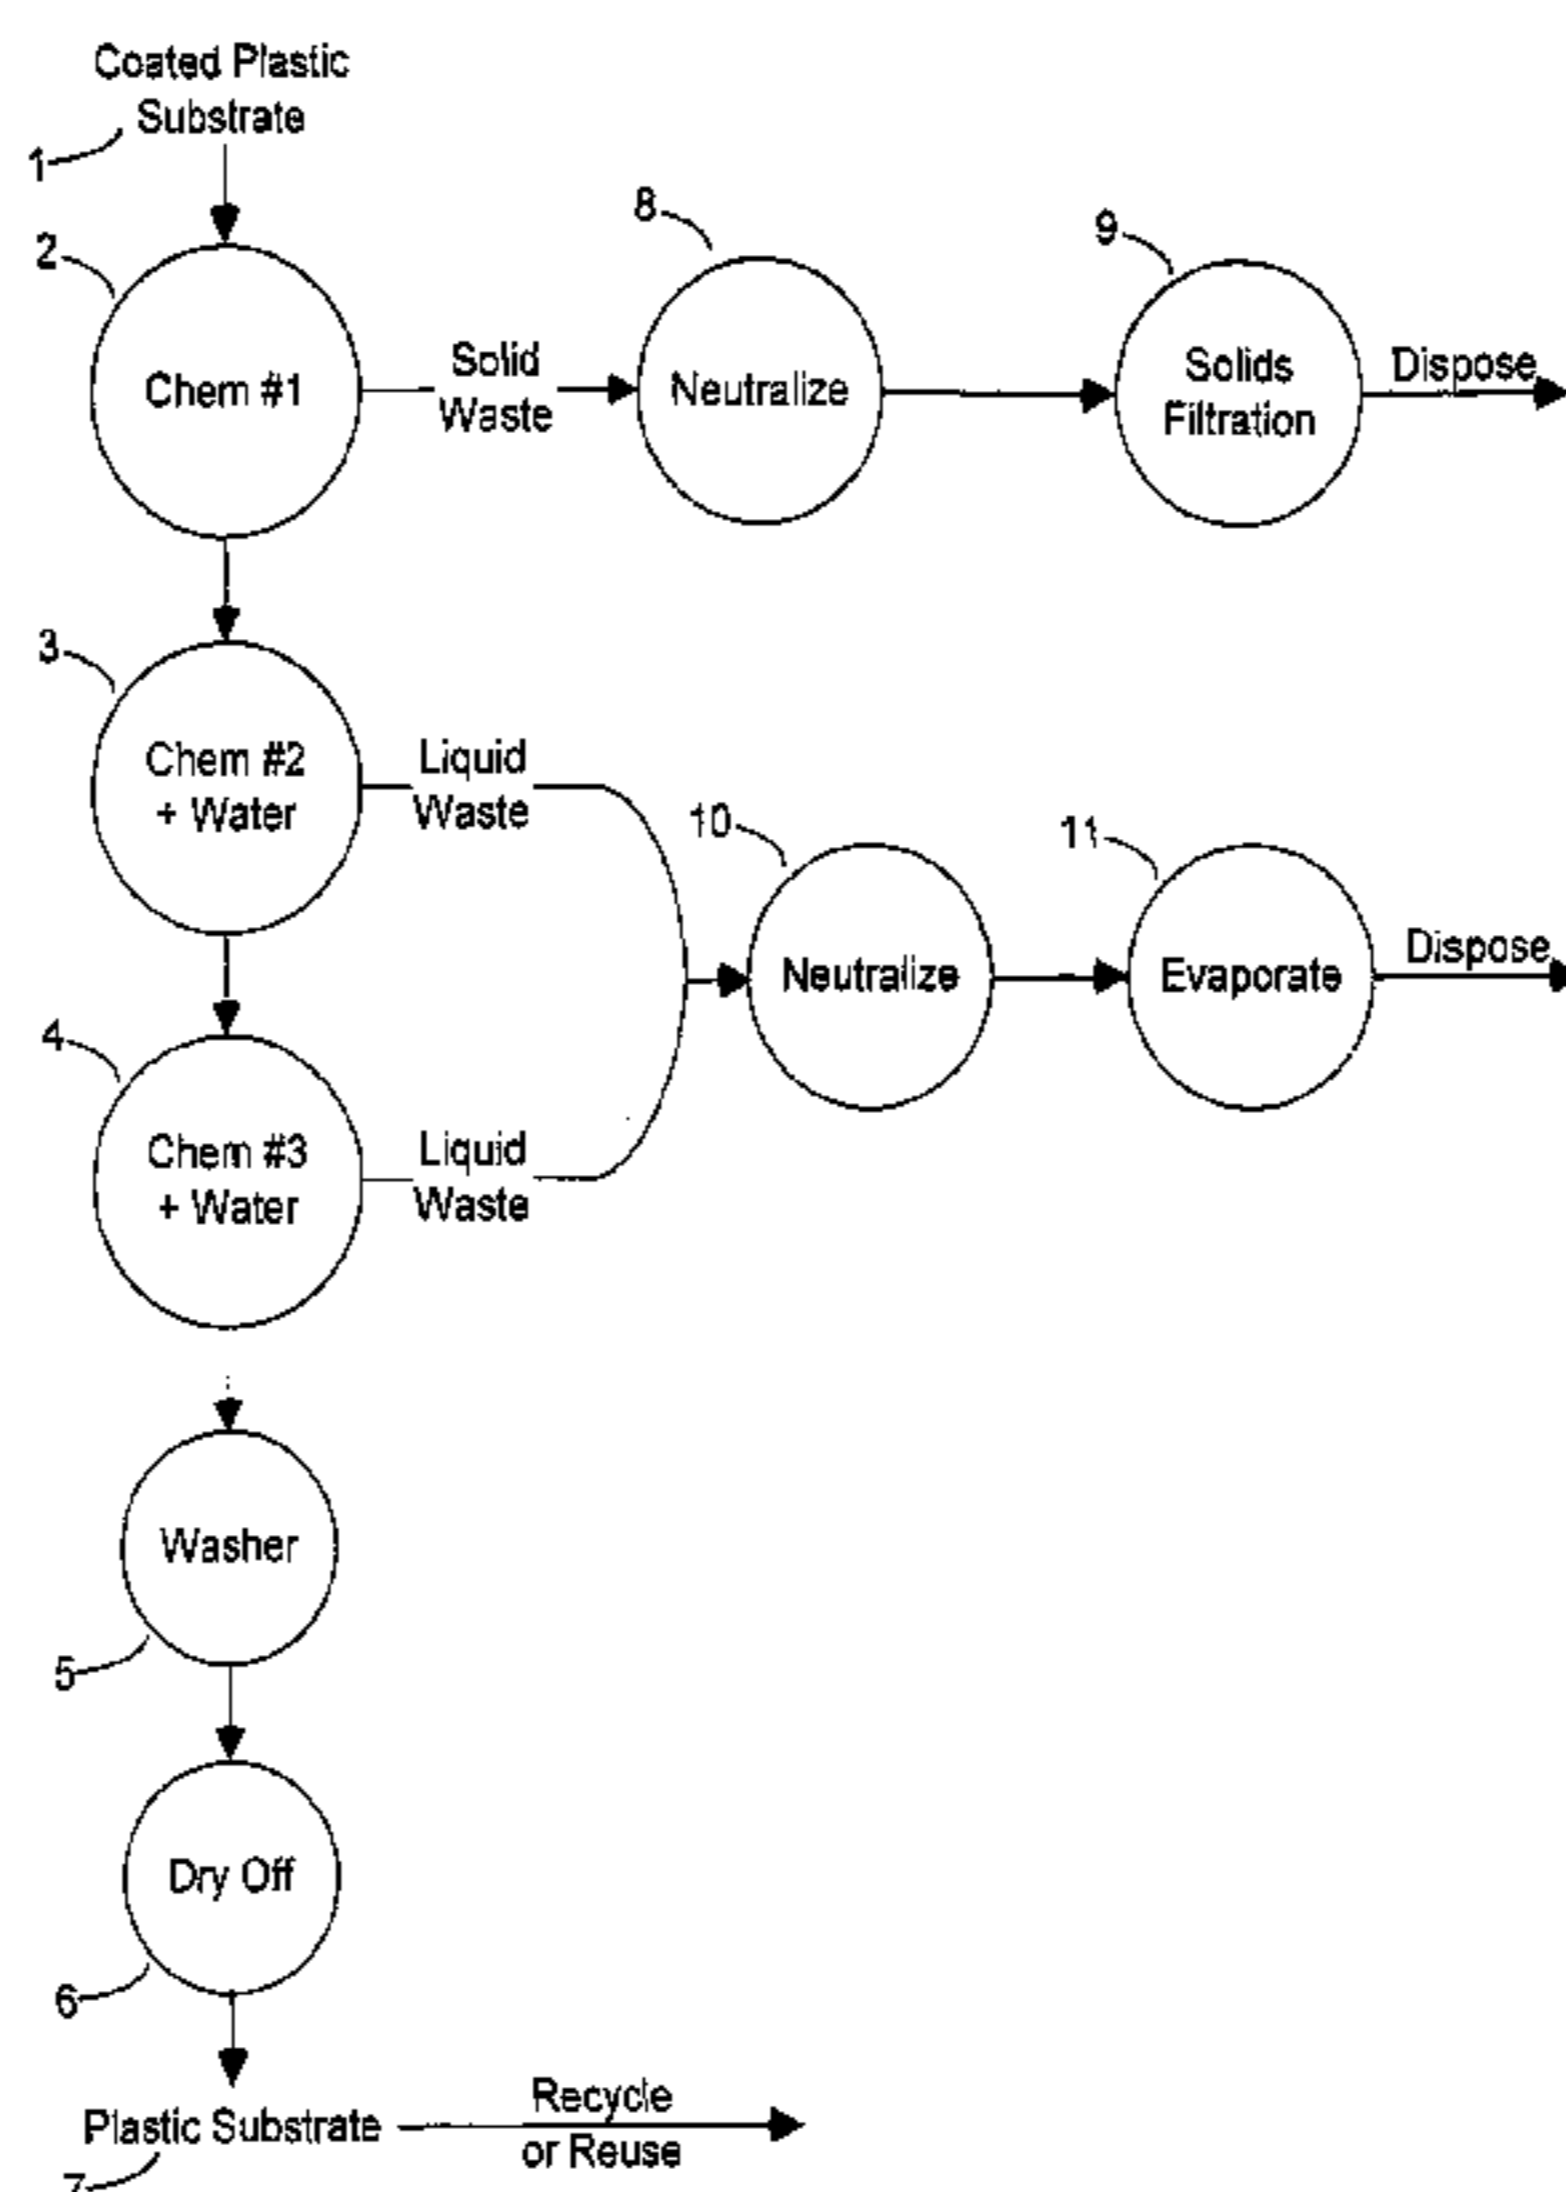 Coated Plastic
Substrate
1
2
Chem #1
Solid
Waste
8
Neutralize
9
Solids
Filtration
Dispose
3
Chem #2
+ Water
Liquid
Waste
10
Neutralize
11
Evaporate
Dispose
4
Chem #3
+ Water
Liquid
Waste
Washer
5
Dry Off
6
Plastic Substrate
7
Recycle
or Reuse